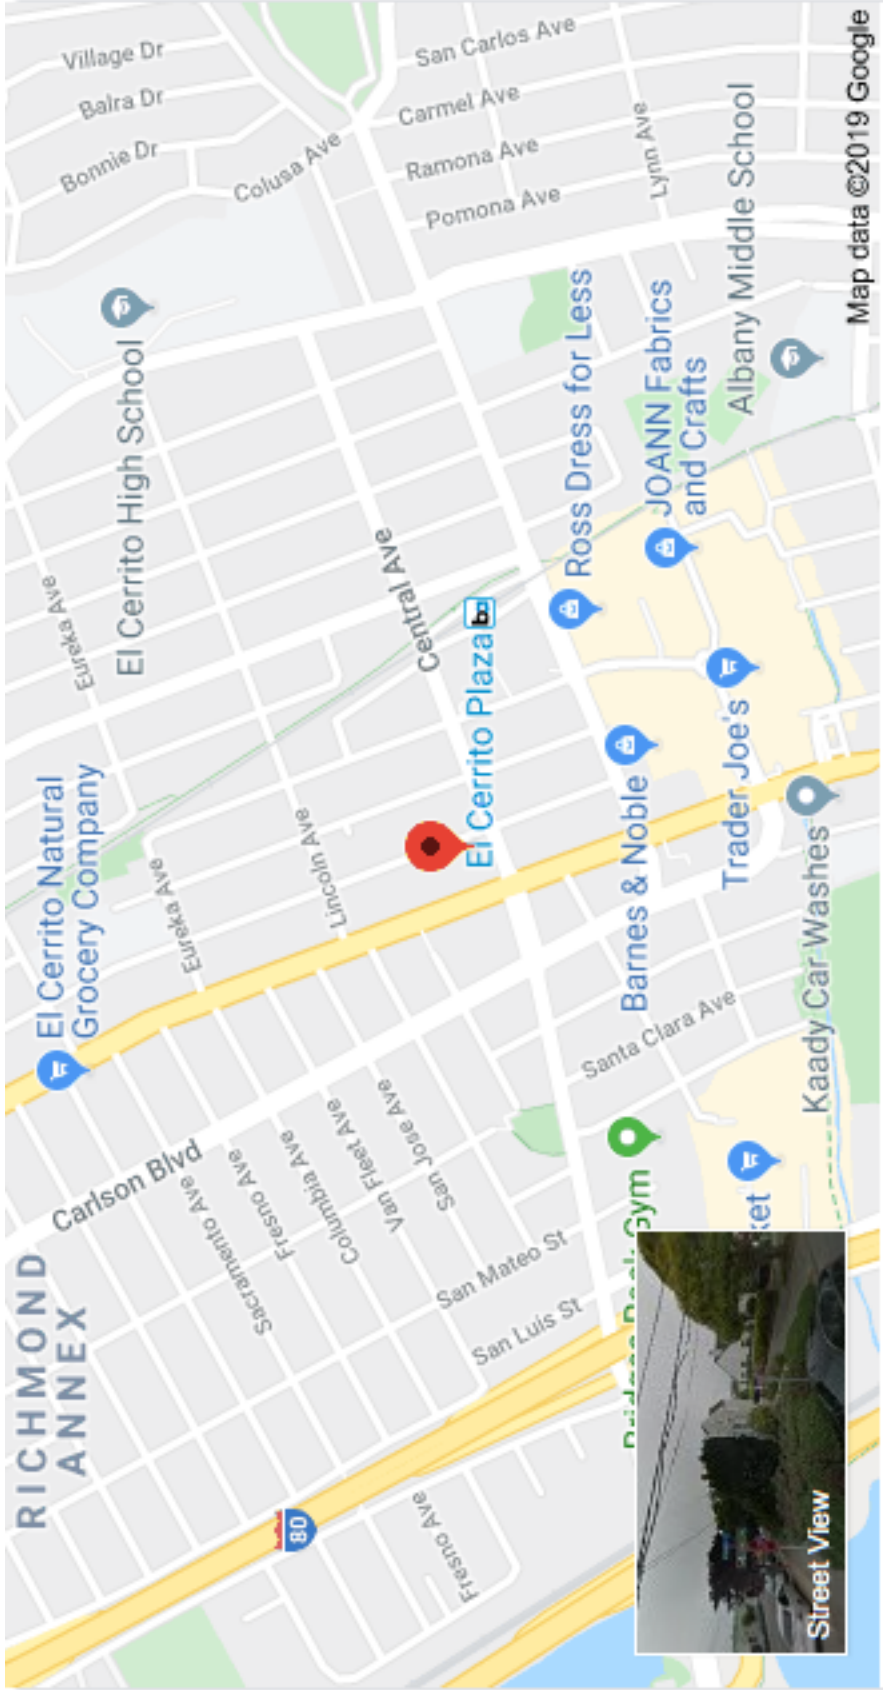 RICHMOND
ANNEX
El Cerrito Natural
Grocery Company
El Cerrito High School
Village Dr
Balra Dr
Bonnie Dr
Colusa Ave
Eureka Ave
Eureka Ave
Carlson Blvd
Sacramento Ave
Fresno Ave
Columbia Ave
Van Fleet Ave
San Jose Ave
Lincoln Ave
Central Ave
San Carlos Ave
Carmel Ave
Ramona Ave
Pomona Ave
Lynn Ave
80
Fresno Ave
San Mateo St
San Luis St
El Cerrito Plaza
b
Santa Clara Ave
Barnes & Noble
Ross Dress for Less
JOANN Fabrics
and Crafts
Trader Joe's
Albany Middle School
Gym
ket
Kaady Car Washes
Street View
Map data ©2019 Google